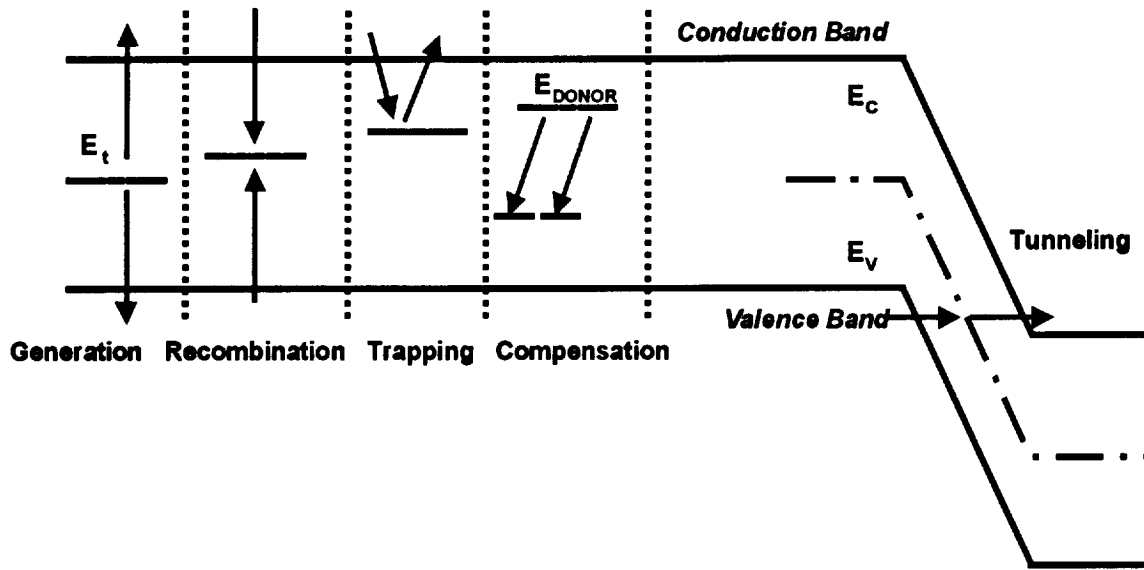 Conduction Band
E_DONOR
E_C
E_t
Tunneling
E_V
Valence Band
Generation Recombination Trapping Compensation